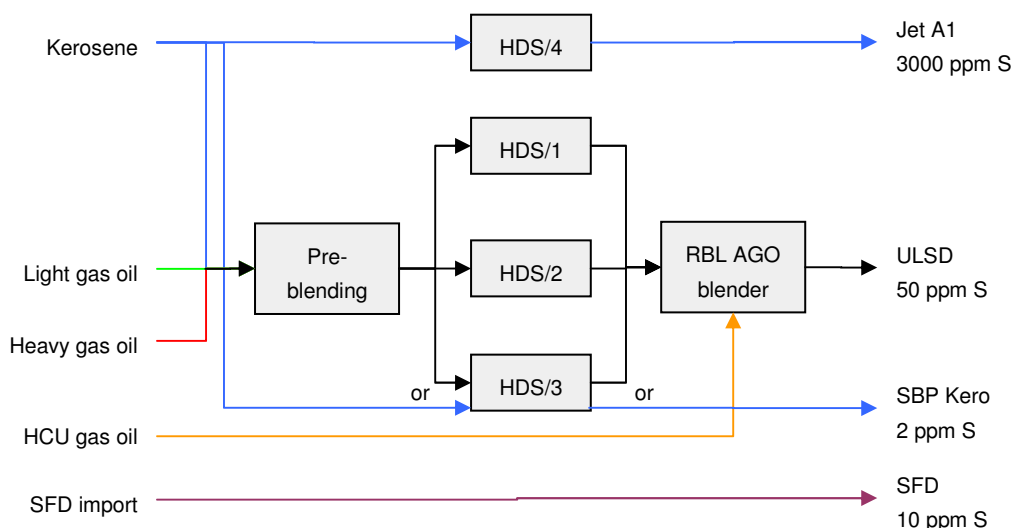 Kerosene
HDS/4
Jet A1
3000 ppm S
HDS/1
Light gas oil
Pre-
blending
HDS/2
RBL AGO
blender
ULSD
50 ppm S
Heavy gas oil
or
HDS/3
or
SBP Kero
2 ppm S
HCU gas oil
SFD import
SFD
10 ppm S